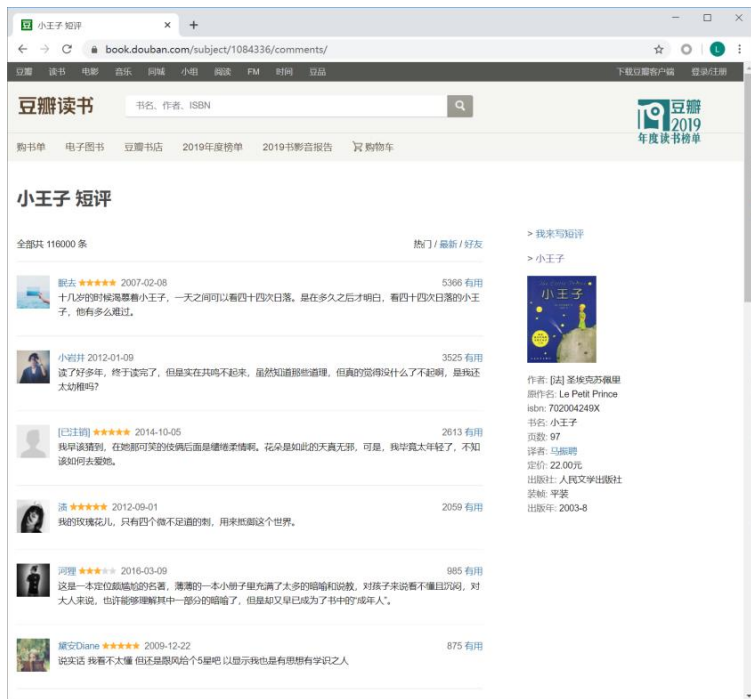 小王子 短评
book.douban.com/subject/1084336/comments/
L
豆瓣 读书 电影 音乐 同城 小组 阅读 FM 时间 豆品 下载豆瓣客户端 登录/注册
豆瓣读书
书名、作者、ISBN
豆瓣
2019
年度读书榜单
购书单 电子图书 豆瓣书店 2019年度榜单 2019书影音报告 购物车
小王子 短评
全部共 116000 条 热门 / 最新 / 好友
眠去 ★★★★★ 2007-02-08 5366 有用
十几岁的时候渴慕着小王子，一天之间可以看四十四次日落。是在多久之后才明白，看四十四次日落的小王
子，他有多么难过。
小岩井 2012-01-09 3525 有用
读了好多年，终于读完了，但是实在共鸣不起来，虽然知道那些道理，但真的觉得没什么了不起啊，是我还
太幼稚吗？
[已注销] ★★★★★ 2014-10-05 2613 有用
我早该猜到，在她那可笑的伎俩后面是缱绻柔情啊。花朵是如此的天真无邪，可是，我毕竟太年轻了，不知
该如何去爱她。
★★★★★ 2012-09-01 2059 有用
我的玫瑰花儿，只有四个微不足道的刺，用来抵御这个世界。
河狸 ★★★★★ 2016-03-09 985 有用
这是一本定位颇尴尬的名著，薄薄的一本小册子里充满了太多的暗喻和说教，对孩子来说看不懂且沉闷，对
大人来说，也许能够理解其中一部分的暗喻了，但是却又早已成为了书中的“成年人”。
黛安Diane ★★★★★ 2009-12-22 875 有用
说实话 我看不太懂 但还是跟风给个5星吧 以显示我也是有思想有学识之人
> 我来写短评
> 小王子
小王子
作者: [法] 圣埃克苏佩里
原作名: Le Petit Prince
isbn: 702004249X
书名: 小王子
页数: 97
译者: 马振骋
定价: 22.00元
出版社: 人民文学出版社
装帧: 平装
出版年: 2003-8